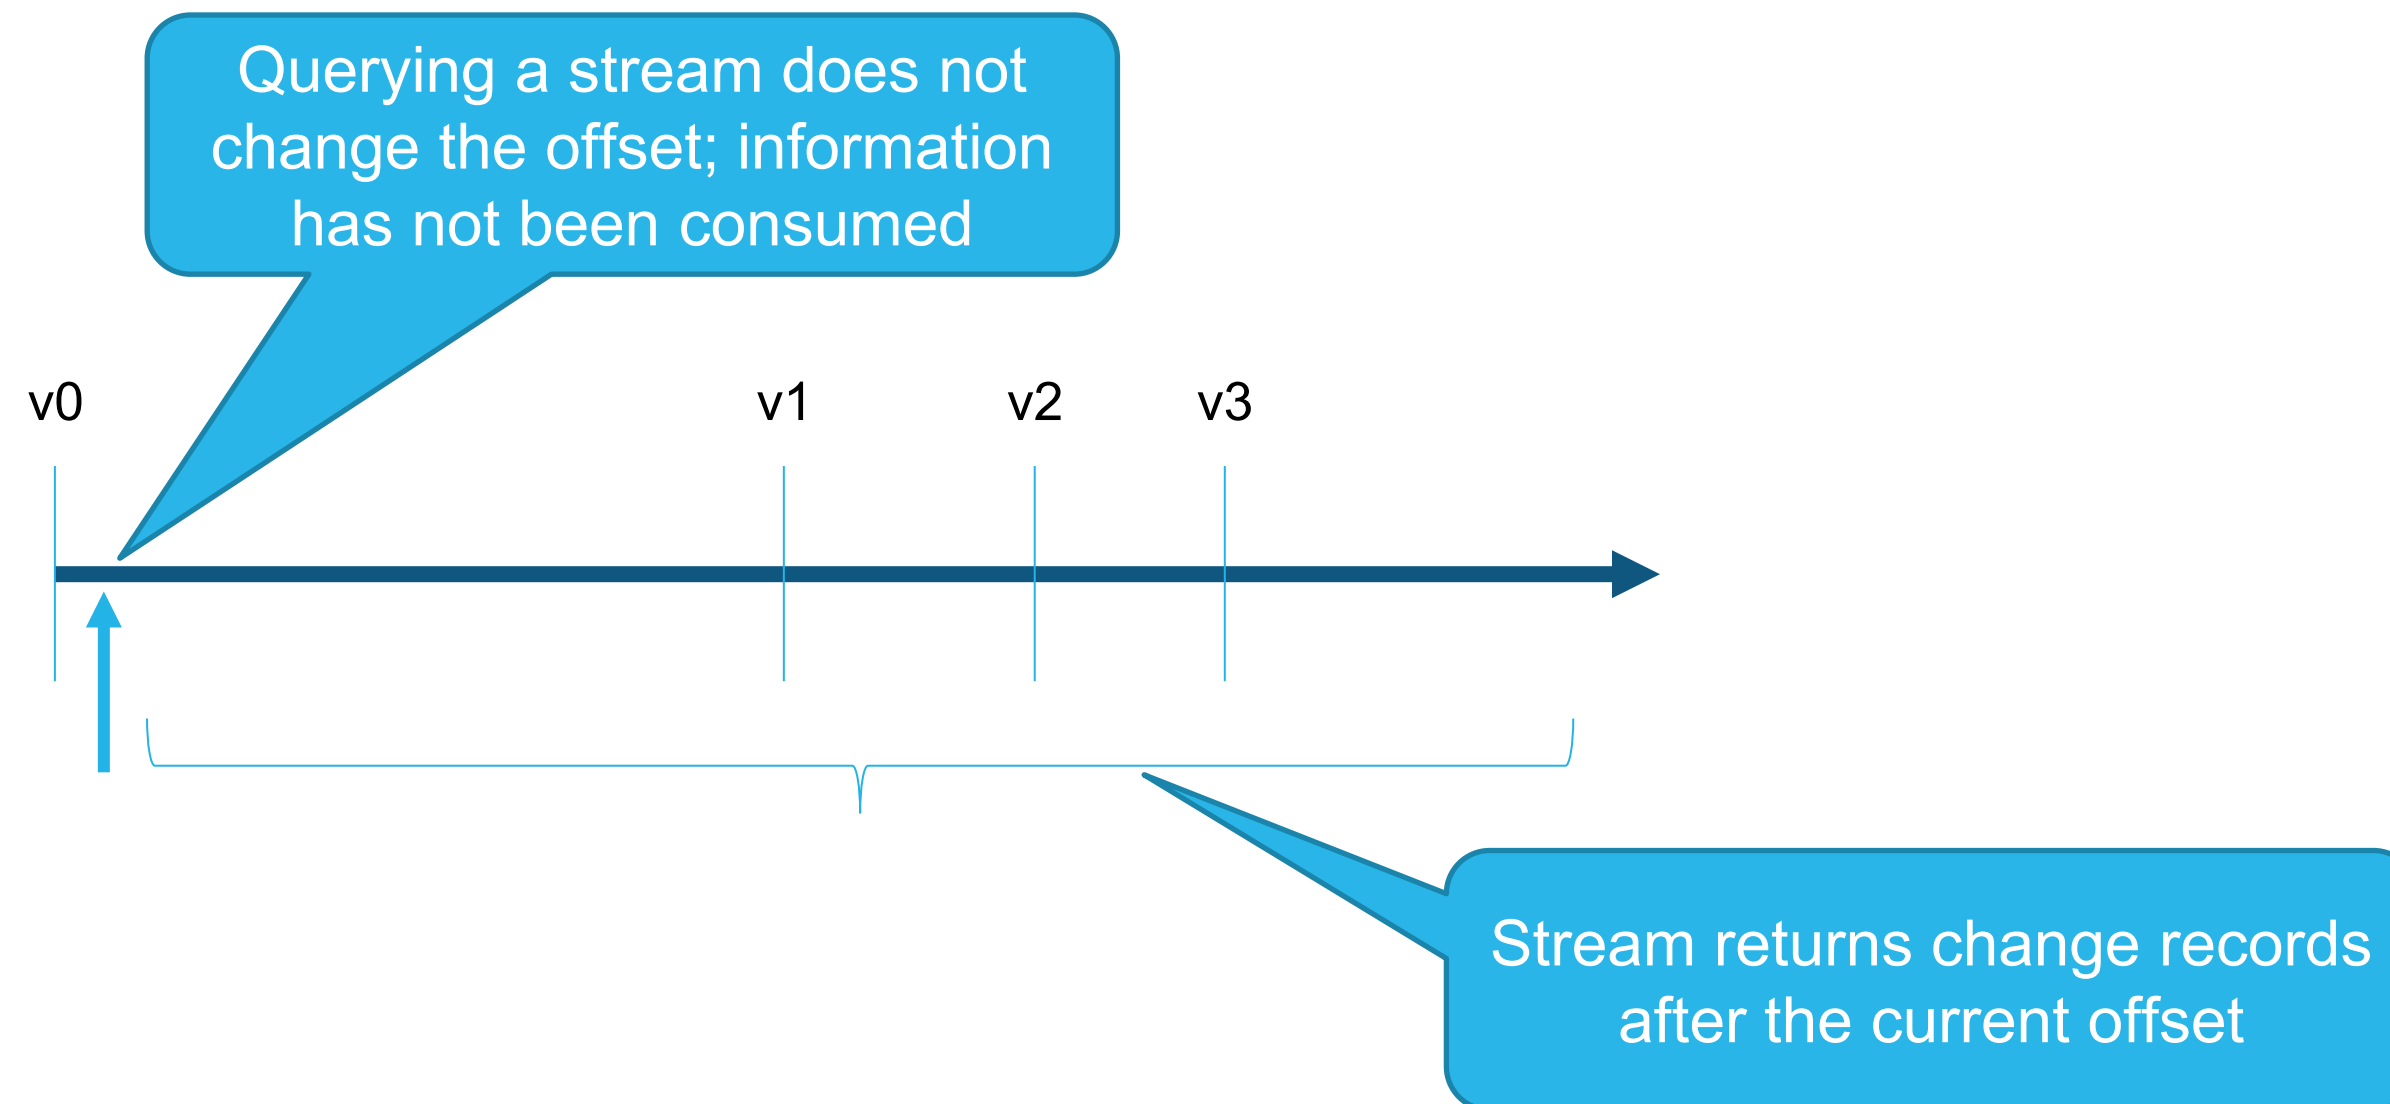 Querying a stream does not
change the offset; information
has not been consumed
v0
v1
v2
v3
Stream returns change records
after the current offset